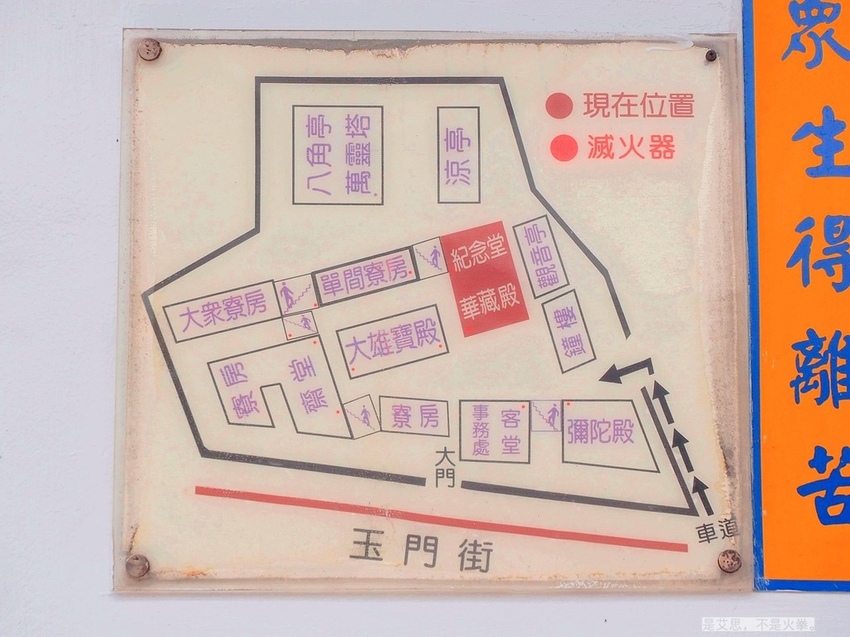 現在位置
滅火器
八角亭
萬靈塔
涼亭
紀念堂
華藏殿
觀音亭
單間寮房
大衆寮房
鐘樓
大雄寶殿
寮房
齋堂
寮房
事務處
客堂
彌陀殿
大門
車道
玉門街
眾生得離苦
是艾思，不是火拳。